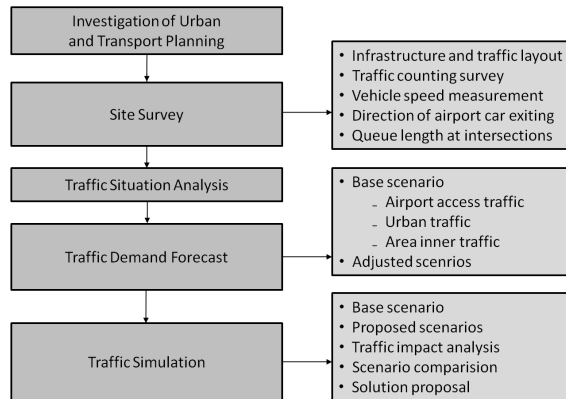 Investigation of Urban
and Transport Planning
Site Survey
• Infrastructure and traffic layout
• Traffic counting survey
• Vehicle speed measurement
• Direction of airport car exiting
• Queue length at intersections
Traffic Situation Analysis
Traffic Demand Forecast
• Base scenario
– Airport access traffic
– Urban traffic
– Area inner traffic
• Adjusted scenrios
Traffic Simulation
• Base scenario
• Proposed scenarios
• Traffic impact analysis
• Scenario comparision
• Solution proposal